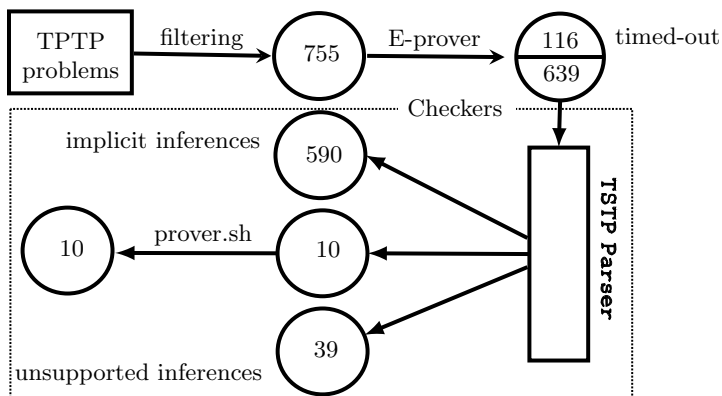 TPTP
problems
filtering
755
E-prover
116
639
timed-out
Checkers
implicit inferences
590
TSTP Parser
10
prover.sh
10
39
unsupported inferences